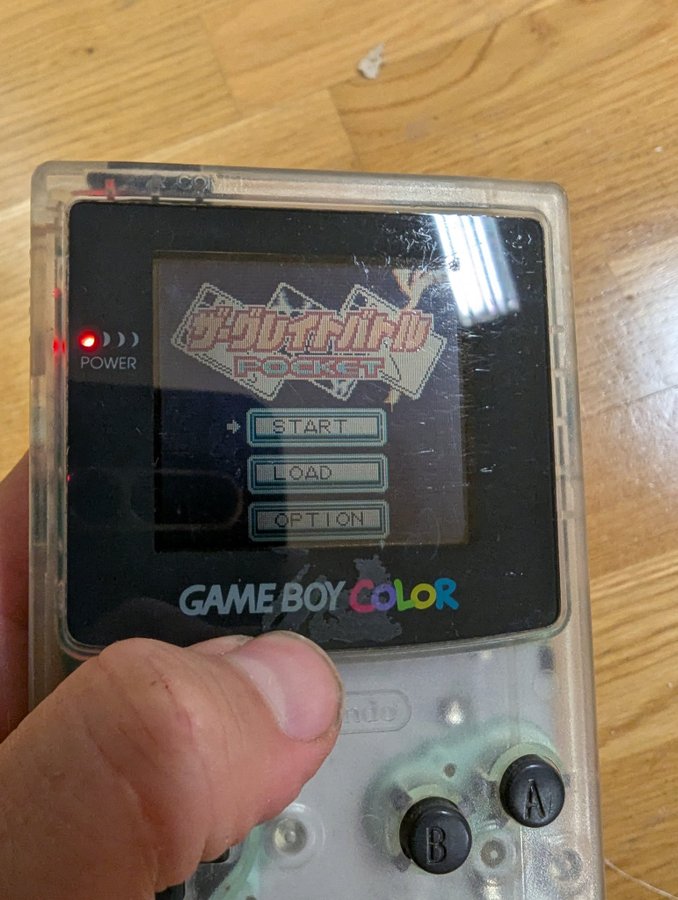 ザ・グレイトバトル
POCKET
START
LOAD
OPTION
POWER
GAME BOY COLOR
B
A